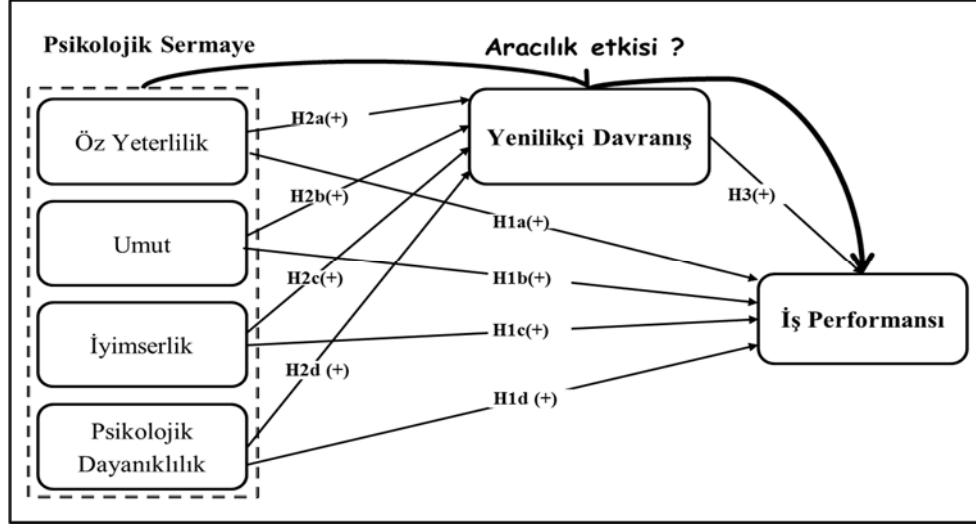 Psikolojik Sermaye
Aracılık etkisi ?
Öz Yeterlilik
H2a(+)
Yenilikçi Davranış
H2b(+)
H3(+)
Umut
H1a(+)
H2c(+)
H1b(+)
İyimserlik
H1c(+)
İş Performansı
H2d (+)
H1d (+)
Psikolojik
Dayanıklılık